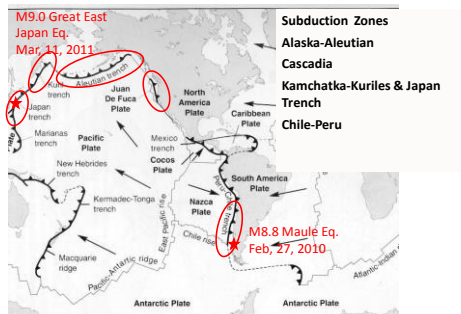 M9.0 Great East
Japan Eq.
Mar, 11, 2011
Subduction Zones
Alaska-Aleutian
Cascadia
Kamchatka-Kuriles & Japan
Trench
Chile-Peru
Aleutian trench
Kuril
trench
Japan
trench
Juan
De Fuca
Plate
North
America
Plate
Caribbean
Plate
Marianas
trench
Pacific
Plate
Mexico
trench
Cocos
Plate
New Hebrides
trench
South America
Plate
Kermadec-Tonga
trench
Nazca
Plate
East Pacific rise
Chile rise
M8.8 Maule Eq.
Feb, 27, 2010
Macquarie
ridge
Pacific-Antarctic ridge
Atlantic-Indian
Antarctic Plate
Antarctic Plate